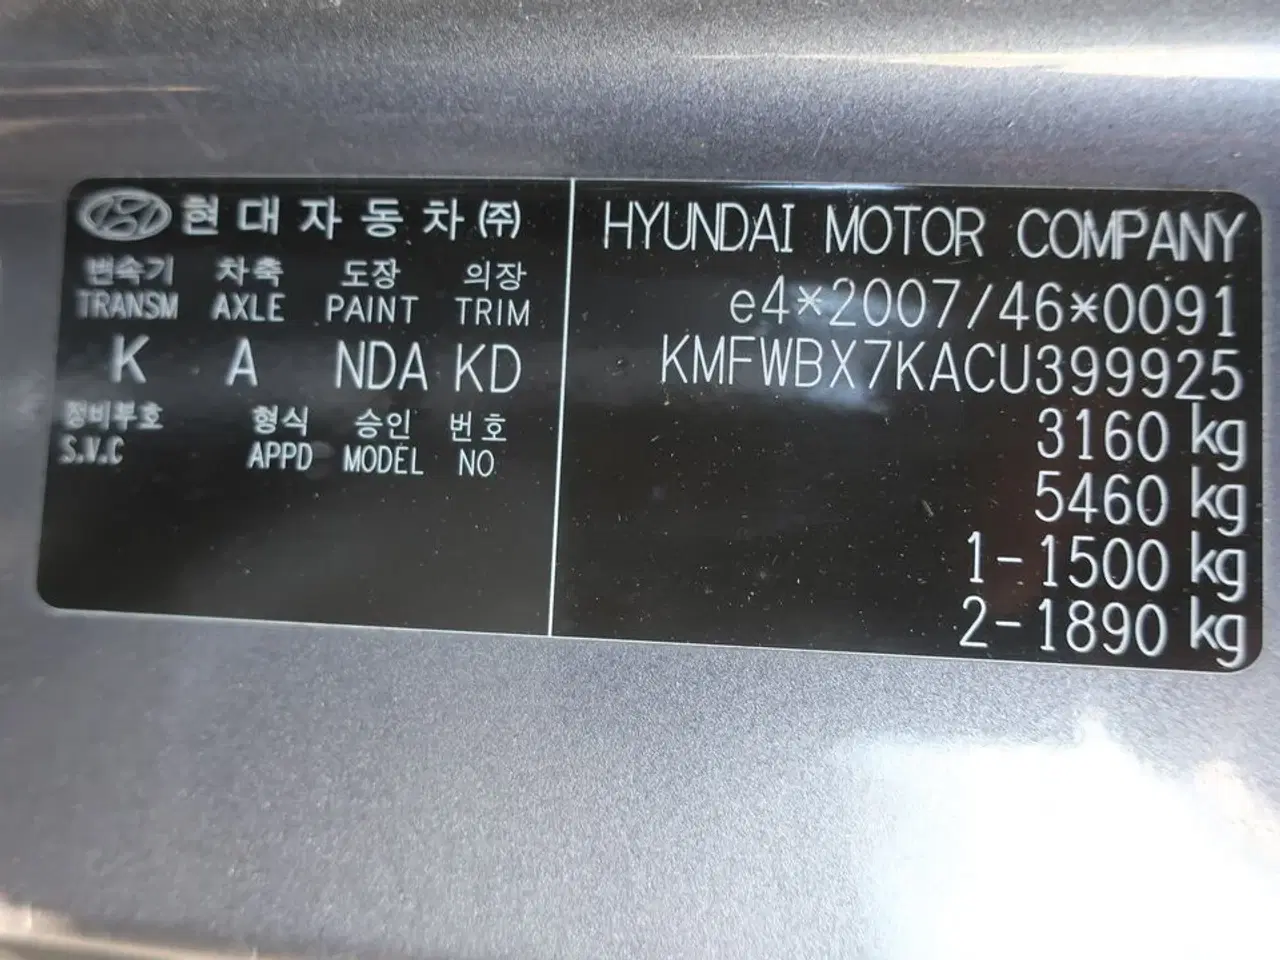 현대자동차(주)
변속기 차축 도장 의장
TRANSM AXLE PAINT TRIM
K A NDA KD
정비부호 형식 승인 번호
S.V.C APPD MODEL NO
HYUNDAI MOTOR COMPANY
e4*2007/46*0091
KMFWBX7KACU399925
3160 kg
5460 kg
1-1500 kg
2-1890 kg